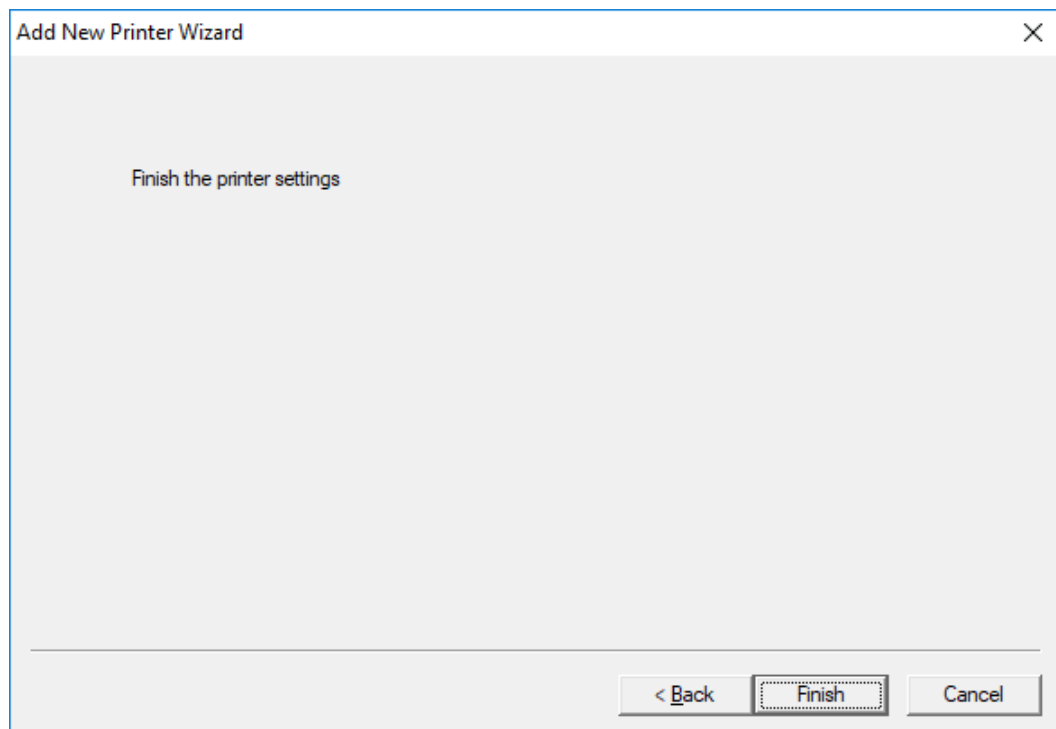 Add New Printer Wizard
Finish the printer settings
< Back
Finish
Cancel